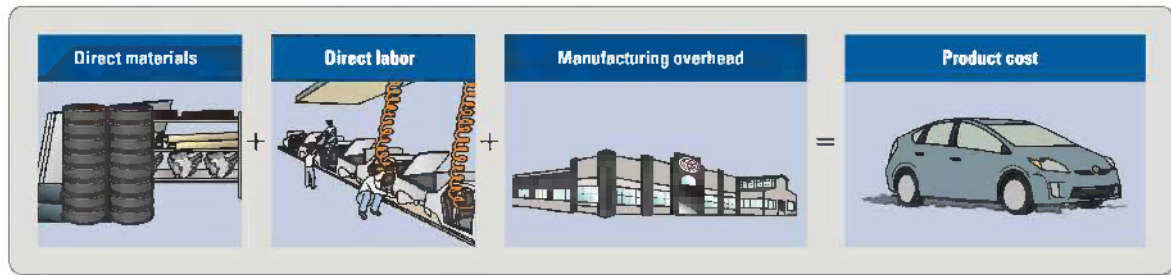 Direct materials
Direct labor
Manufacturing overhead
Product cost
+
+
=